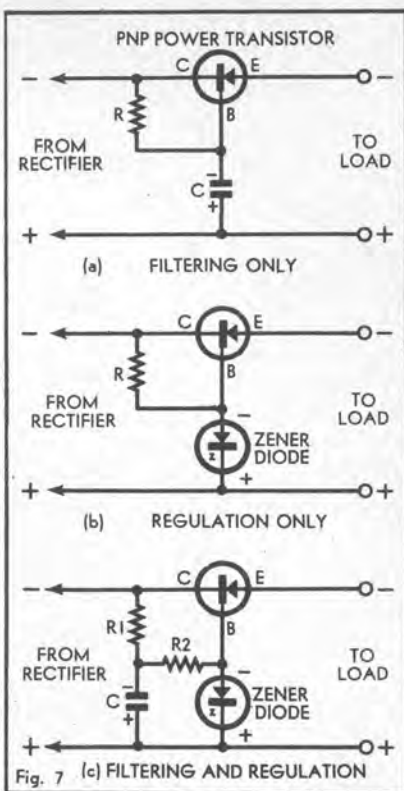 PNP POWER TRANSISTOR
− C E −
R
B
FROM RECTIFIER
TO LOAD
−
C
+
+ +
(a) FILTERING ONLY
− C E −
R
B
FROM RECTIFIER
TO LOAD
−
z
ZENER DIODE
+
+ +
(b) REGULATION ONLY
− C E −
R1
B
FROM RECTIFIER
R2
TO LOAD
−
−
C
+
z
ZENER DIODE
+
+ +
Fig. 7 (c) FILTERING AND REGULATION